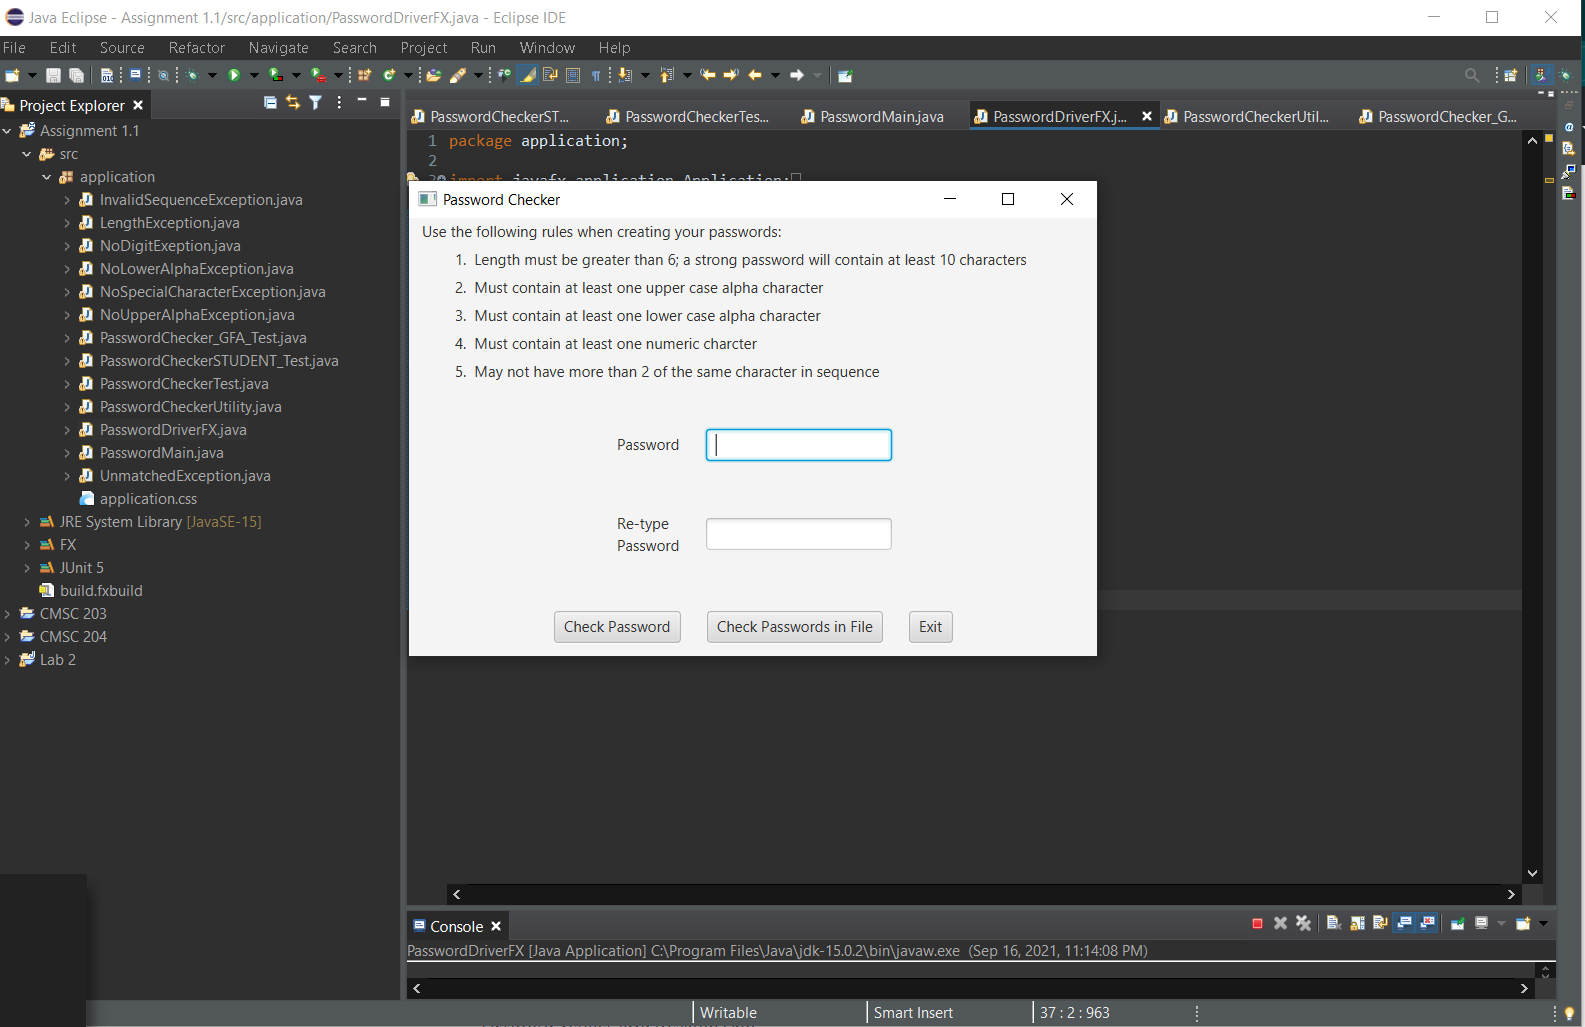 Java Eclipse - Assignment 1.1/src/application/PasswordDriverFX.java - Eclipse IDE
File Edit Source Refactor Navigate Search Project Run Window Help
Project Explorer
Assignment 1.1
src
application
InvalidSequenceException.java
LengthException.java
NoDigitExeption.java
NoLowerAlphaException.java
NoSpecialCharacterException.java
NoUpperAlphaException.java
PasswordChecker_GFA_Test.java
PasswordCheckerSTUDENT_Test.java
PasswordCheckerTest.java
PasswordCheckerUtility.java
PasswordDriverFX.java
PasswordMain.java
UnmatchedException.java
application.css
JRE System Library [JavaSE-15]
FX
JUnit 5
build.fxbuild
CMSC 203
CMSC 204
Lab 2
PasswordCheckerST... PasswordCheckerTes... PasswordMain.java PasswordDriverFX.j... PasswordCheckerUtil... PasswordChecker_G...
1 package application;
2
3 import javafx.application.Application;
Password Checker
Use the following rules when creating your passwords:
1. Length must be greater than 6; a strong password will contain at least 10 characters
2. Must contain at least one upper case alpha character
3. Must contain at least one lower case alpha character
4. Must contain at least one numeric charcter
5. May not have more than 2 of the same character in sequence
Password
Re-type
Password
Check Password Check Passwords in File Exit
Console
PasswordDriverFX [Java Application] C:\Program Files\Java\jdk-15.0.2\bin\javaw.exe (Sep 16, 2021, 11:14:08 PM)
Writable Smart Insert 37 : 2 : 963